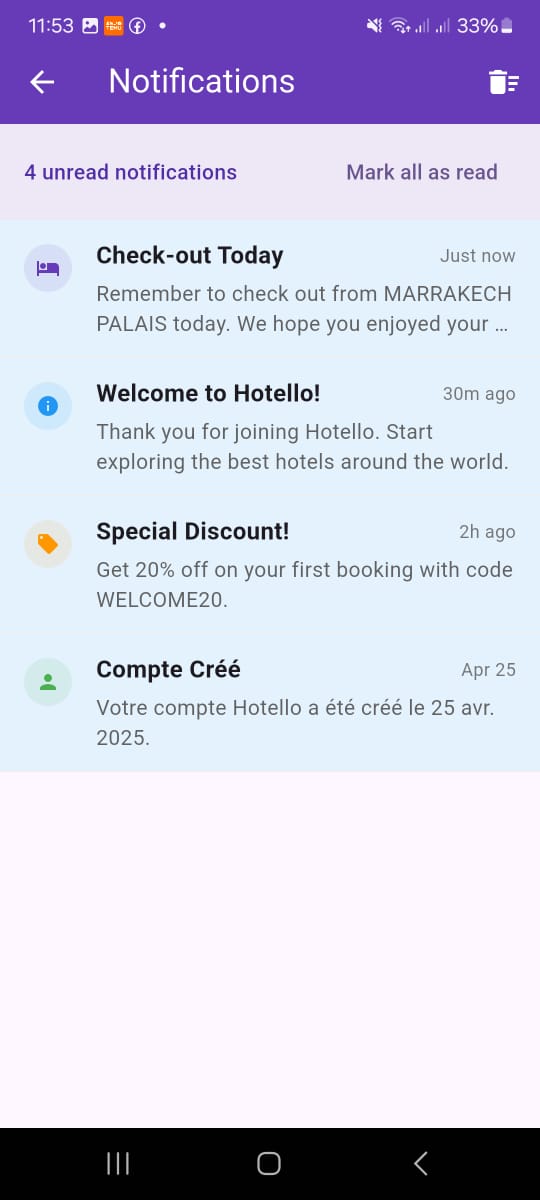 11:53
33%
Notifications
4 unread notifications
Mark all as read
Check-out Today
Just now
Remember to check out from MARRAKECH
PALAIS today. We hope you enjoyed your ...
Welcome to Hotello!
30m ago
Thank you for joining Hotello. Start
exploring the best hotels around the world.
Special Discount!
2h ago
Get 20% off on your first booking with code
WELCOME20.
Compte Créé
Apr 25
Votre compte Hotello a été créé le 25 avr.
2025.